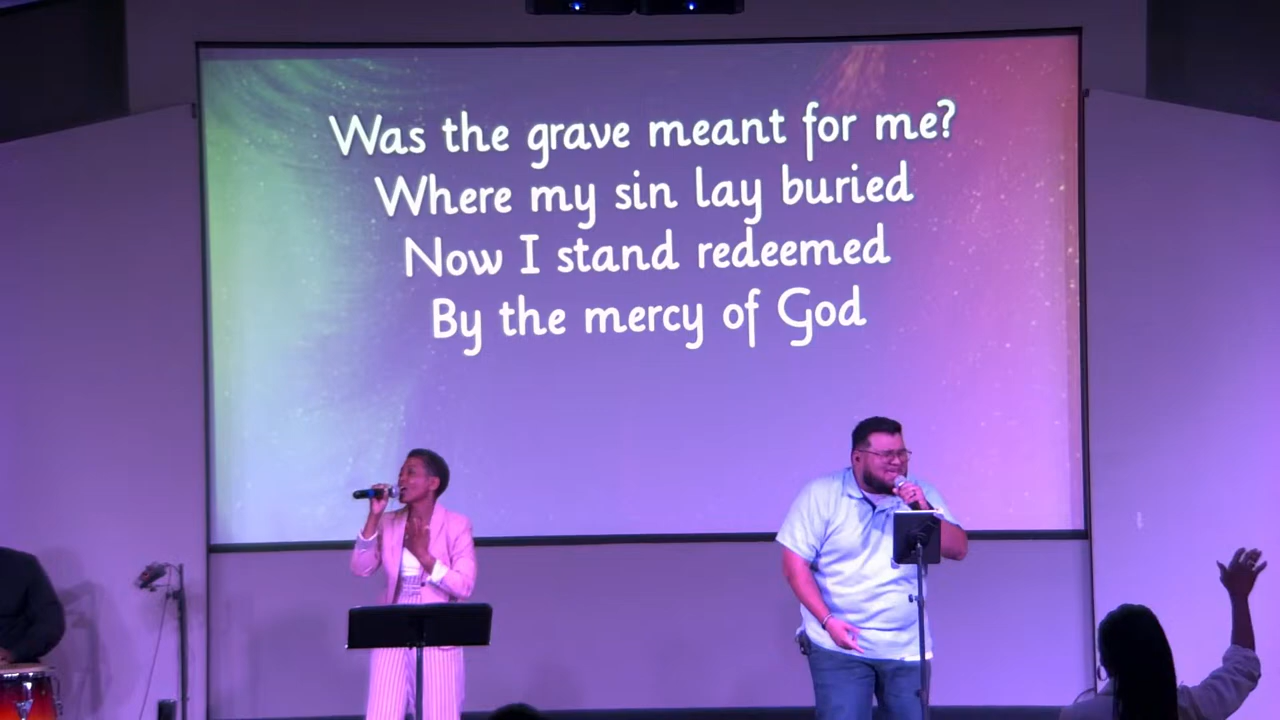 Was the grave meant for me?
Where my sin lay buried
Now I stand redeemed
By the mercy of God